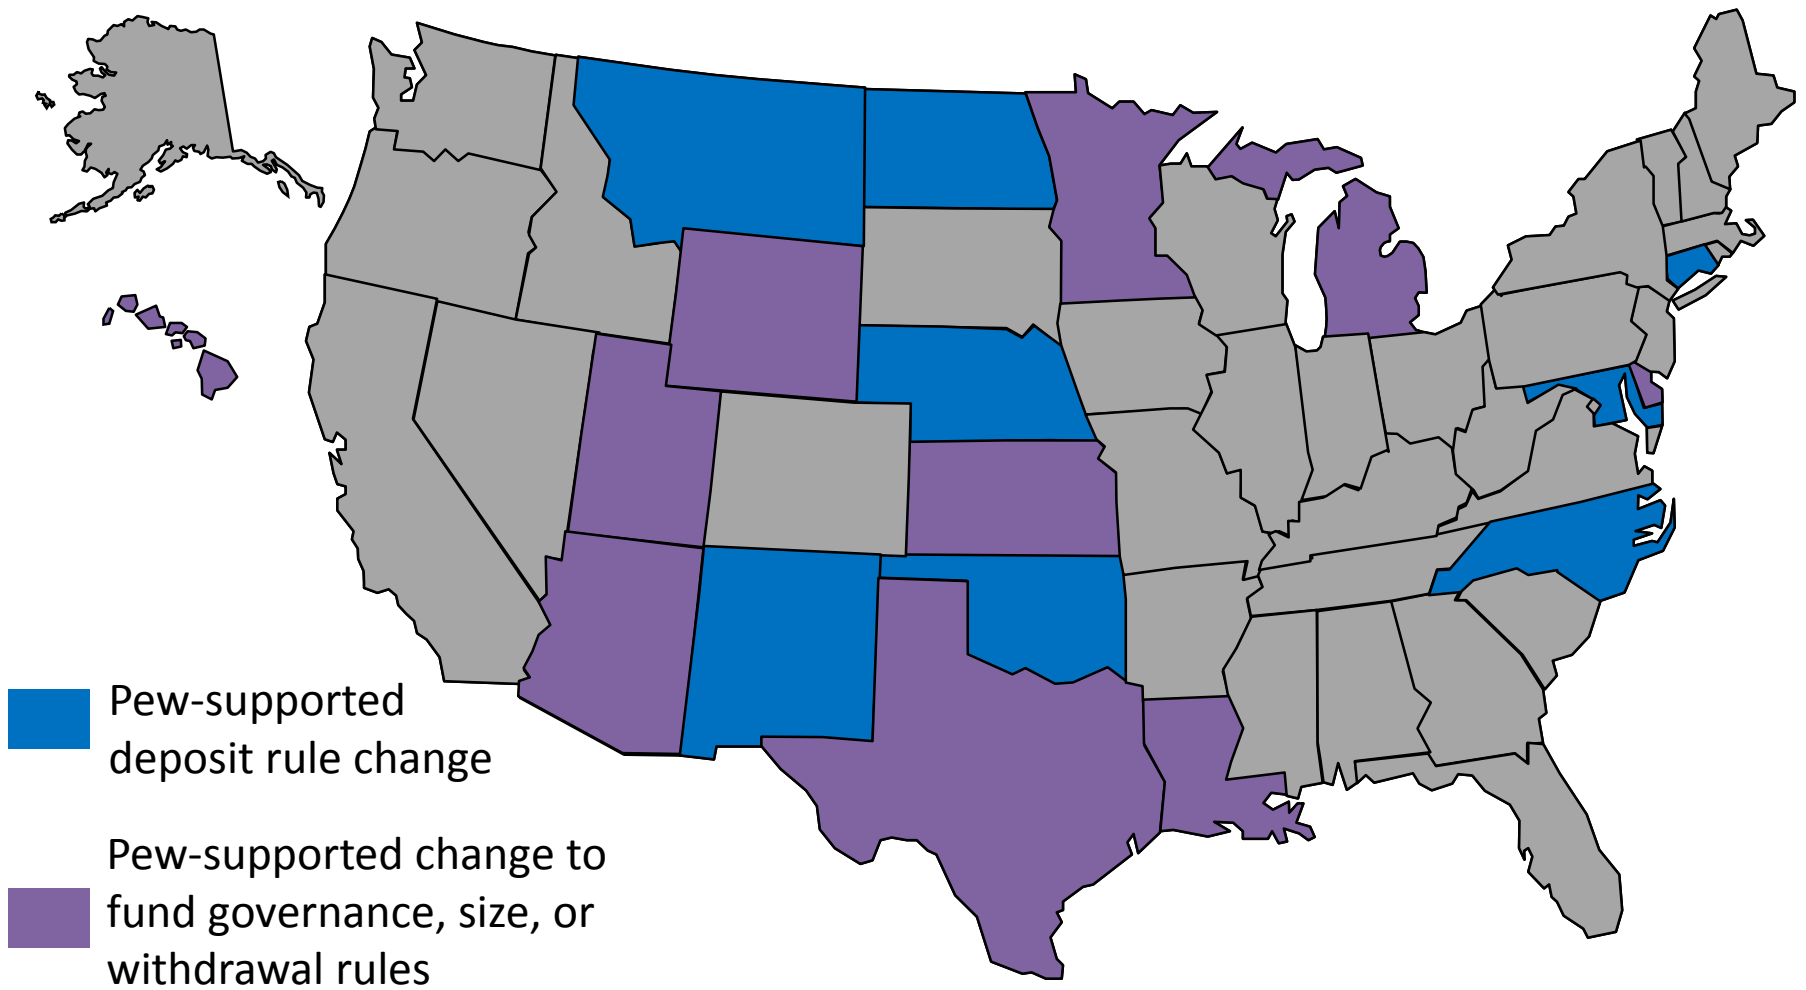 Pew-supported
deposit rule change
Pew-supported change to
fund governance, size, or
withdrawal rules